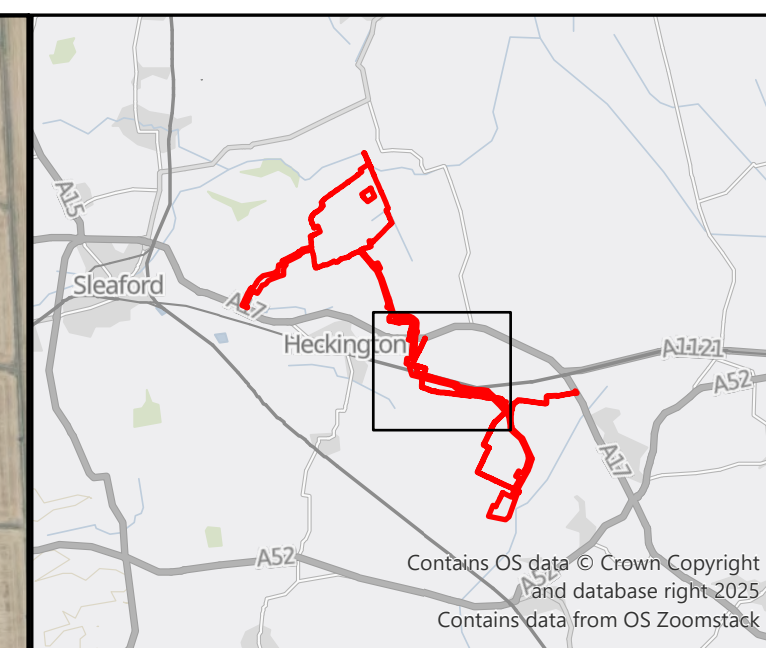 A15
Sleaford
A17
Heckington
A1121
A52
A17
A52
A52
Contains OS data © Crown Copyright
and database right 2025
Contains data from OS Zoomstack